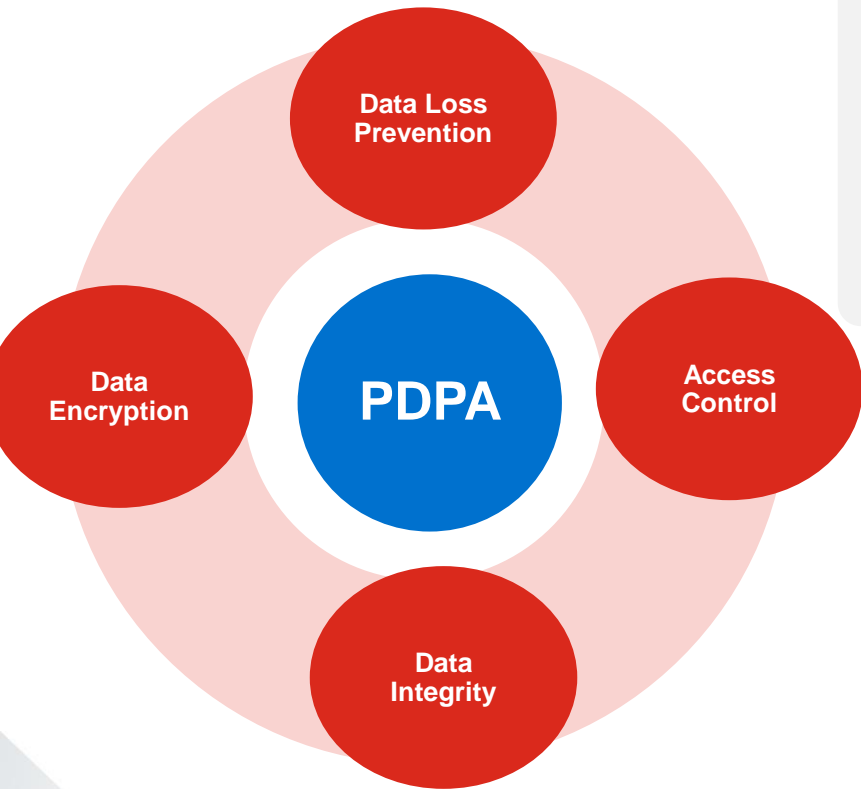 Data Loss
Prevention
Data
Encryption
PDPA
Access
Control
Data
Integrity